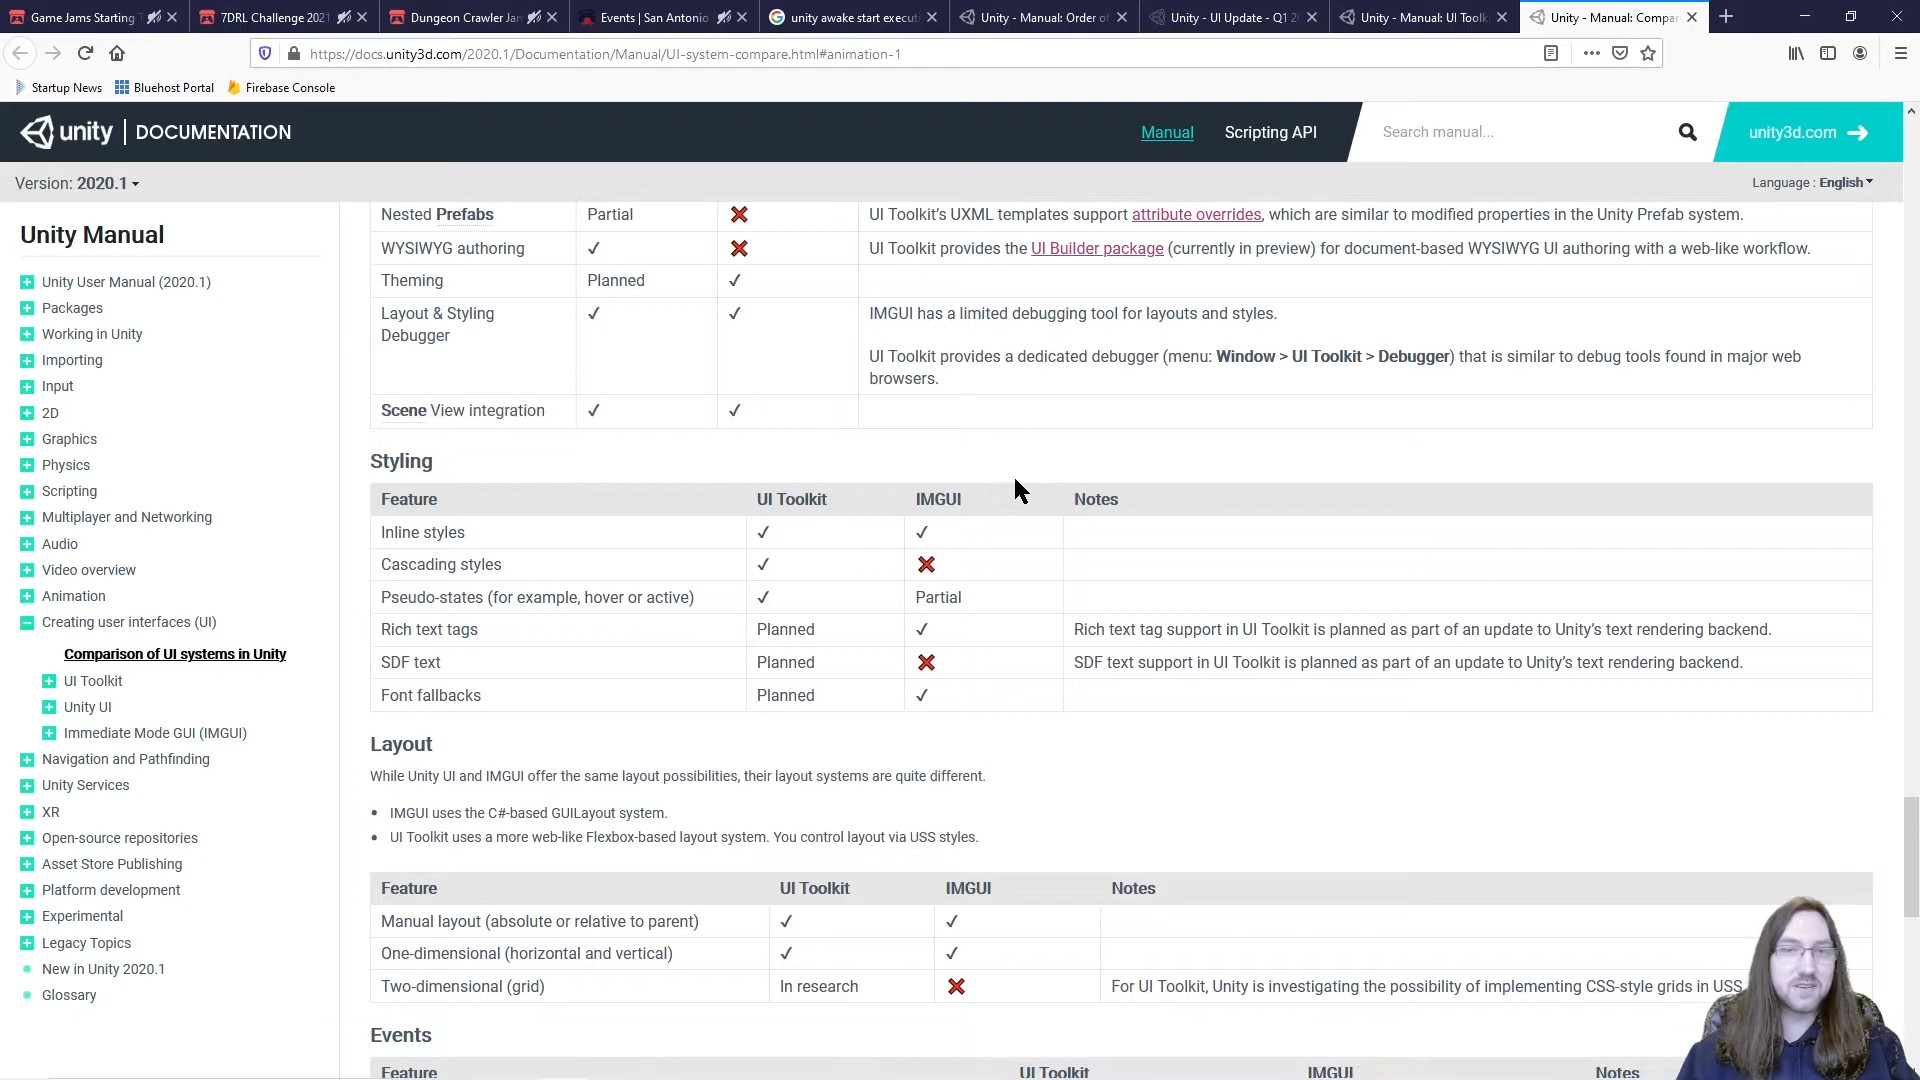 Game Jams Starting
7DRL Challenge 2021
Dungeon Crawler Jam
Events | San Antonio
unity awake start executi
Unity - Manual: Order of
Unity - UI Update - Q1 2
Unity - Manual: UI Toolk
Unity - Manual: Compar
https://docs.unity3d.com/2020.1/Documentation/Manual/UI-system-compare.html#animation-1
Startup News
Bluehost Portal
Firebase Console
unity | DOCUMENTATION
Manual
Scripting API
Search manual...
unity3d.com
Version: 2020.1
Language : English
Unity Manual
Unity User Manual (2020.1)
Packages
Working in Unity
Importing
Input
2D
Graphics
Physics
Scripting
Multiplayer and Networking
Audio
Video overview
Animation
Creating user interfaces (UI)
Comparison of UI systems in Unity
UI Toolkit
Unity UI
Immediate Mode GUI (IMGUI)
Navigation and Pathfinding
Unity Services
XR
Open-source repositories
Asset Store Publishing
Platform development
Experimental
Legacy Topics
New in Unity 2020.1
Glossary
Nested Prefabs Partial ❌ UI Toolkit’s UXML templates support attribute overrides, which are similar to modified properties in the Unity Prefab system.
WYSIWYG authoring ✓ ❌ UI Toolkit provides the UI Builder package (currently in preview) for document-based WYSIWYG UI authoring with a web-like workflow.
Theming Planned ✓
Layout & Styling ✓ ✓ IMGUI has a limited debugging tool for layouts and styles.
Debugger
UI Toolkit provides a dedicated debugger (menu: Window > UI Toolkit > Debugger) that is similar to debug tools found in major web
browsers.
Scene View integration ✓ ✓
Styling
Feature UI Toolkit IMGUI Notes
Inline styles ✓ ✓
Cascading styles ✓ ❌
Pseudo-states (for example, hover or active) ✓ Partial
Rich text tags Planned ✓ Rich text tag support in UI Toolkit is planned as part of an update to Unity’s text rendering backend.
SDF text Planned ❌ SDF text support in UI Toolkit is planned as part of an update to Unity’s text rendering backend.
Font fallbacks Planned ✓
Layout
While Unity UI and IMGUI offer the same layout possibilities, their layout systems are quite different.
• IMGUI uses the C#-based GUILayout system.
• UI Toolkit uses a more web-like Flexbox-based layout system. You control layout via USS styles.
Feature UI Toolkit IMGUI Notes
Manual layout (absolute or relative to parent) ✓ ✓
One-dimensional (horizontal and vertical) ✓ ✓
Two-dimensional (grid) In research ❌ For UI Toolkit, Unity is investigating the possibility of implementing CSS-style grids in USS
Events
Feature UI Toolkit IMGUI Notes